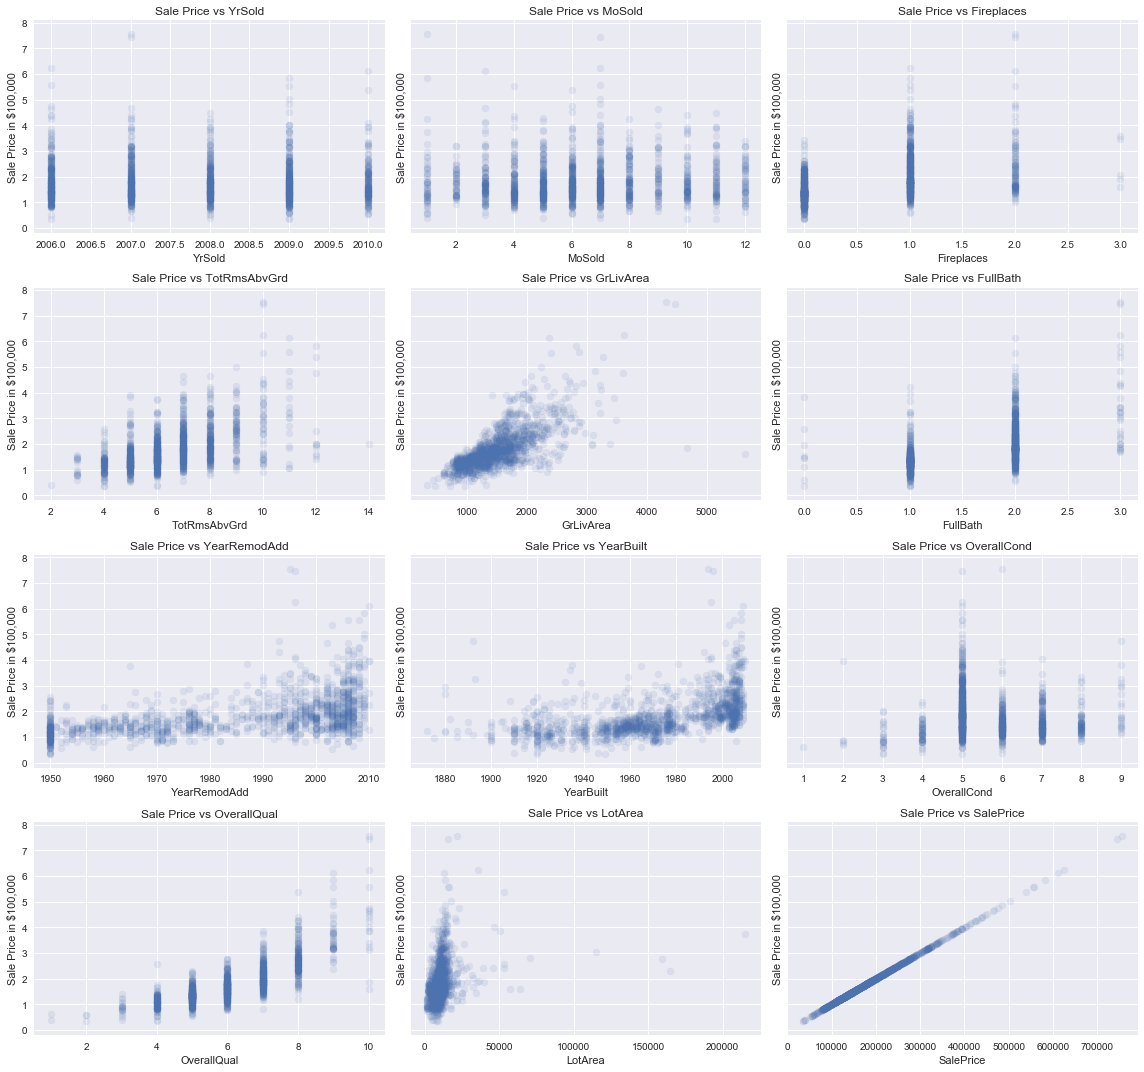 Sale Price vs YrSold
Sale Price vs MoSold
Sale Price vs Fireplaces
Sale Price in $100,000
8
7
6
5
4
3
2
1
0
Sale Price in $100,000
Sale Price in $100,000
2006.0 2006.5 2007.0 2007.5 2008.0 2008.5 2009.0 2009.5 2010.0
2 4 6 8 10 12
0.0 0.5 1.0 1.5 2.0 2.5 3.0
YrSold
MoSold
Fireplaces
Sale Price vs TotRmsAbvGrd
Sale Price vs GrLivArea
Sale Price vs FullBath
Sale Price in $100,000
8
7
6
5
4
3
2
1
0
Sale Price in $100,000
Sale Price in $100,000
2 4 6 8 10 12 14
1000 2000 3000 4000 5000
0.0 0.5 1.0 1.5 2.0 2.5 3.0
TotRmsAbvGrd
GrLivArea
FullBath
Sale Price vs YearRemodAdd
Sale Price vs YearBuilt
Sale Price vs OverallCond
Sale Price in $100,000
8
7
6
5
4
3
2
1
0
Sale Price in $100,000
Sale Price in $100,000
1950 1960 1970 1980 1990 2000 2010
1880 1900 1920 1940 1960 1980 2000
1 2 3 4 5 6 7 8 9
YearRemodAdd
YearBuilt
OverallCond
Sale Price vs OverallQual
Sale Price vs LotArea
Sale Price vs SalePrice
Sale Price in $100,000
8
7
6
5
4
3
2
1
0
Sale Price in $100,000
Sale Price in $100,000
2 4 6 8 10
0 50000 100000 150000 200000
0 100000 200000 300000 400000 500000 600000 700000
OverallQual
LotArea
SalePrice